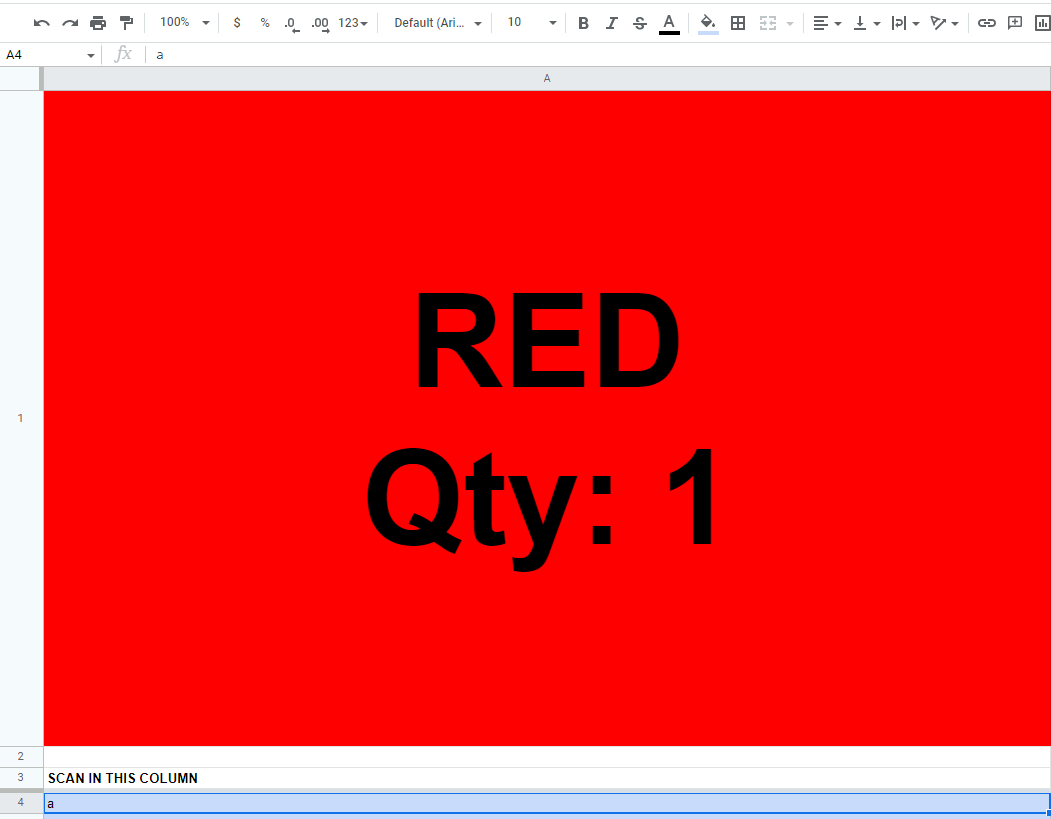 100% $ % .0 .00 123 Default (Ari... 10 B I S A
A4 fx a
A
1 RED
Qty: 1
2
3 SCAN IN THIS COLUMN
4 a